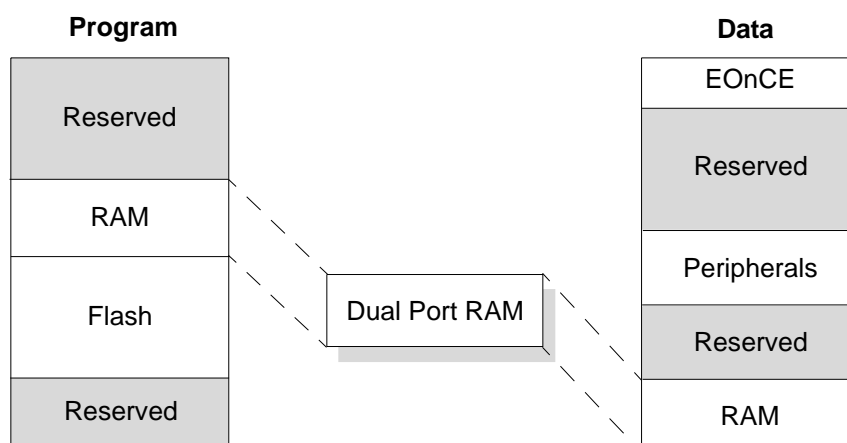 Program
Reserved
RAM
Flash
Reserved
Dual Port RAM
Data
EOnCE
Reserved
Peripherals
Reserved
RAM